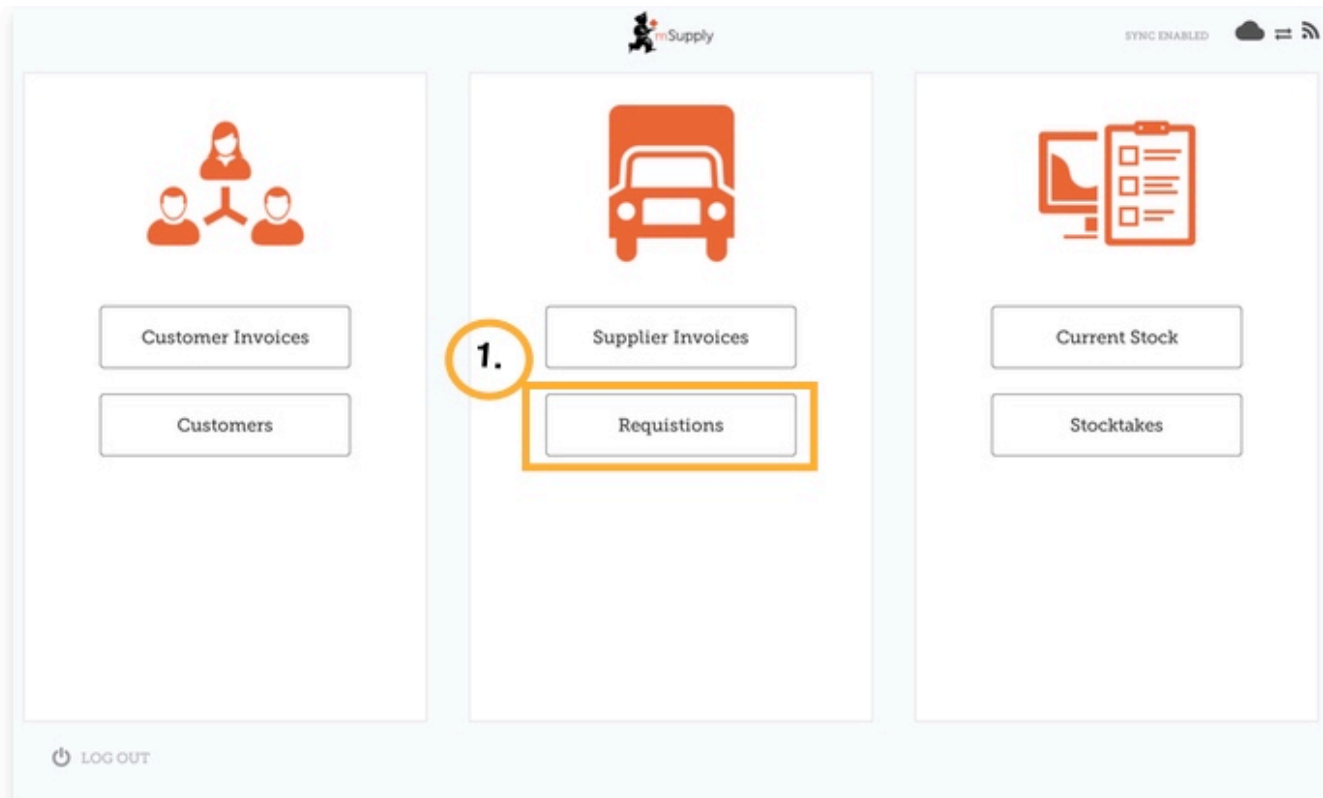 mSupply
SYNC ENABLED
Customer Invoices
Customers
1.
Supplier Invoices
Requistions
Current Stock
Stocktakes
LOG OUT